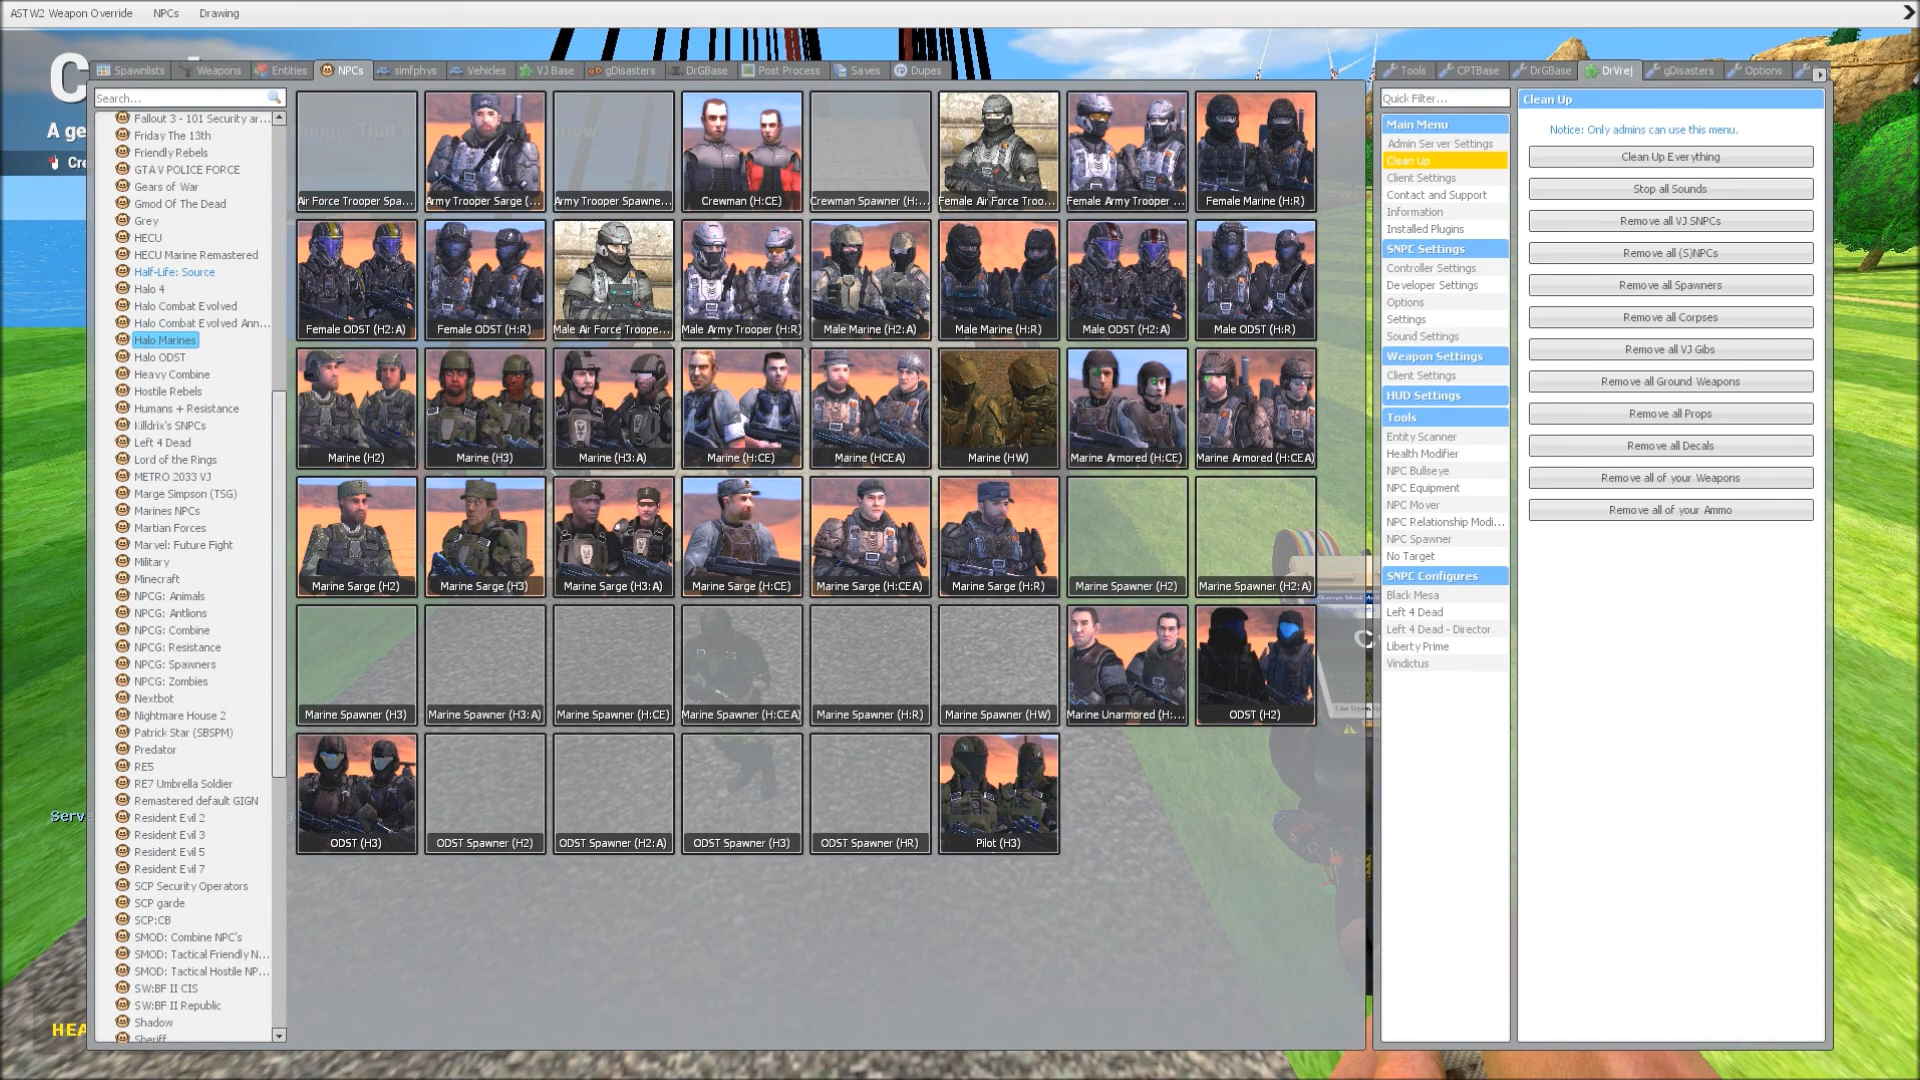 ASTW2 Weapon Override NPCs Drawing
Spawnlists Weapons Entities NPCs simfphys Vehicles VJ Base gDisasters DrGBase Post Process Saves Dupes
Search...
Fallout 3 - 101 Security ar...
Friday The 13th
Friendly Rebels
GTA V POLICE FORCE
Gears of War
Gmod Of The Dead
Grey
HECU
HECU Marine Remastered
Half-Life: Source
Halo 4
Halo Combat Evolved
Halo Combat Evolved Ann...
Halo Marines
Halo ODST
Heavy Combine
Hostile Rebels
Humans + Resistance
Killdrix's SNPCs
Left 4 Dead
Lord of the Rings
METRO 2033 VJ
Marge Simpson (TSG)
Marines NPCs
Martian Forces
Marvel: Future Fight
Military
Minecraft
NPCG: Animals
NPCG: Antlions
NPCG: Combine
NPCG: Resistance
NPCG: Spawners
NPCG: Zombies
Nextbot
Nightmare House 2
Patrick Star (SBSPM)
Predator
RE5
RE7 Umbrella Soldier
Remastered default GIGN
Resident Evil 2
Resident Evil 3
Resident Evil 5
Resident Evil 7
SCP Security Operators
SCP garde
SCP:CB
SMOD: Combine NPC's
SMOD: Tactical Friendly N...
SMOD: Tactical Hostile NP...
SW:BF II CIS
SW:BF II Republic
Shadow
Sheriff
Air Force Trooper Spa... Army Trooper Sarge (... Army Trooper Spawne... Crewman (H:CE) Crewman Spawner (H:... Female Air Force Troo... Female Army Trooper ... Female Marine (H:R)
Female ODST (H2:A) Female ODST (H:R) Male Air Force Troope... Male Army Trooper (H:R) Male Marine (H2:A) Male Marine (H:R) Male ODST (H2:A) Male ODST (H:R)
Marine (H2) Marine (H3) Marine (H3:A) Marine (H:CE) Marine (HCEA) Marine (HW) Marine Armored (H:CE) Marine Armored (H:CEA)
Marine Sarge (H2) Marine Sarge (H3) Marine Sarge (H3:A) Marine Sarge (H:CE) Marine Sarge (H:CEA) Marine Sarge (H:R) Marine Spawner (H2) Marine Spawner (H2:A)
Marine Spawner (H3) Marine Spawner (H3:A) Marine Spawner (H:CE) Marine Spawner (H:CEA) Marine Spawner (H:R) Marine Spawner (HW) Marine Unarmored (H:... ODST (H2)
ODST (H3) ODST Spawner (H2) ODST Spawner (H2:A) ODST Spawner (H3) ODST Spawner (HR) Pilot (H3)
Tools CPTBase DrGBase DrVrej gDisasters Options
Quick Filter...
Main Menu
Admin Server Settings
Clean Up
Client Settings
Contact and Support
Information
Installed Plugins
SNPC Settings
Controller Settings
Developer Settings
Options
Settings
Sound Settings
Weapon Settings
Client Settings
HUD Settings
Tools
Entity Scanner
Health Modifier
NPC Bullseye
NPC Equipment
NPC Mover
NPC Relationship Modi...
NPC Spawner
No Target
SNPC Configures
Black Mesa
Left 4 Dead
Left 4 Dead - Director
Liberty Prime
Vindictus
Clean Up
Notice: Only admins can use this menu.
Clean Up Everything
Stop all Sounds
Remove all VJ SNPCs
Remove all (S)NPCs
Remove all Spawners
Remove all Corpses
Remove all VJ Gibs
Remove all Ground Weapons
Remove all Props
Remove all Decals
Remove all of your Weapons
Remove all of your Ammo
C
A ge
Cre
Serv
HEA